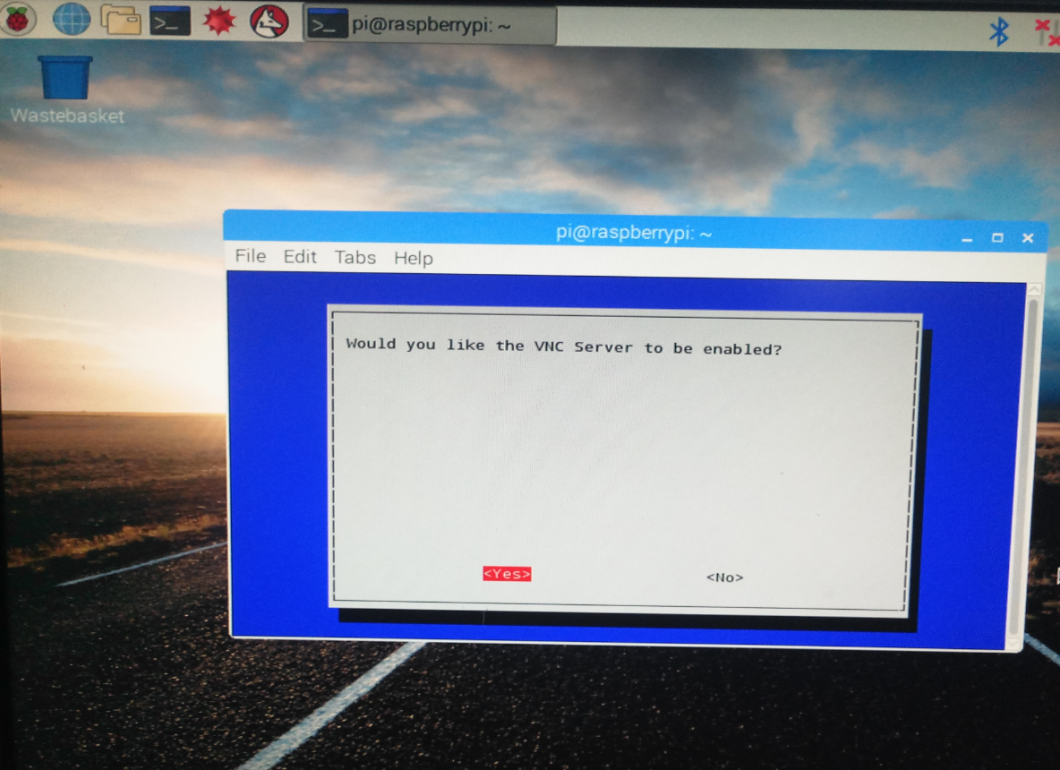 pi@raspberrypi: ~
Wastebasket
pi@raspberrypi: ~
File Edit Tabs Help
Would you like the VNC Server to be enabled?
<Yes> <No>